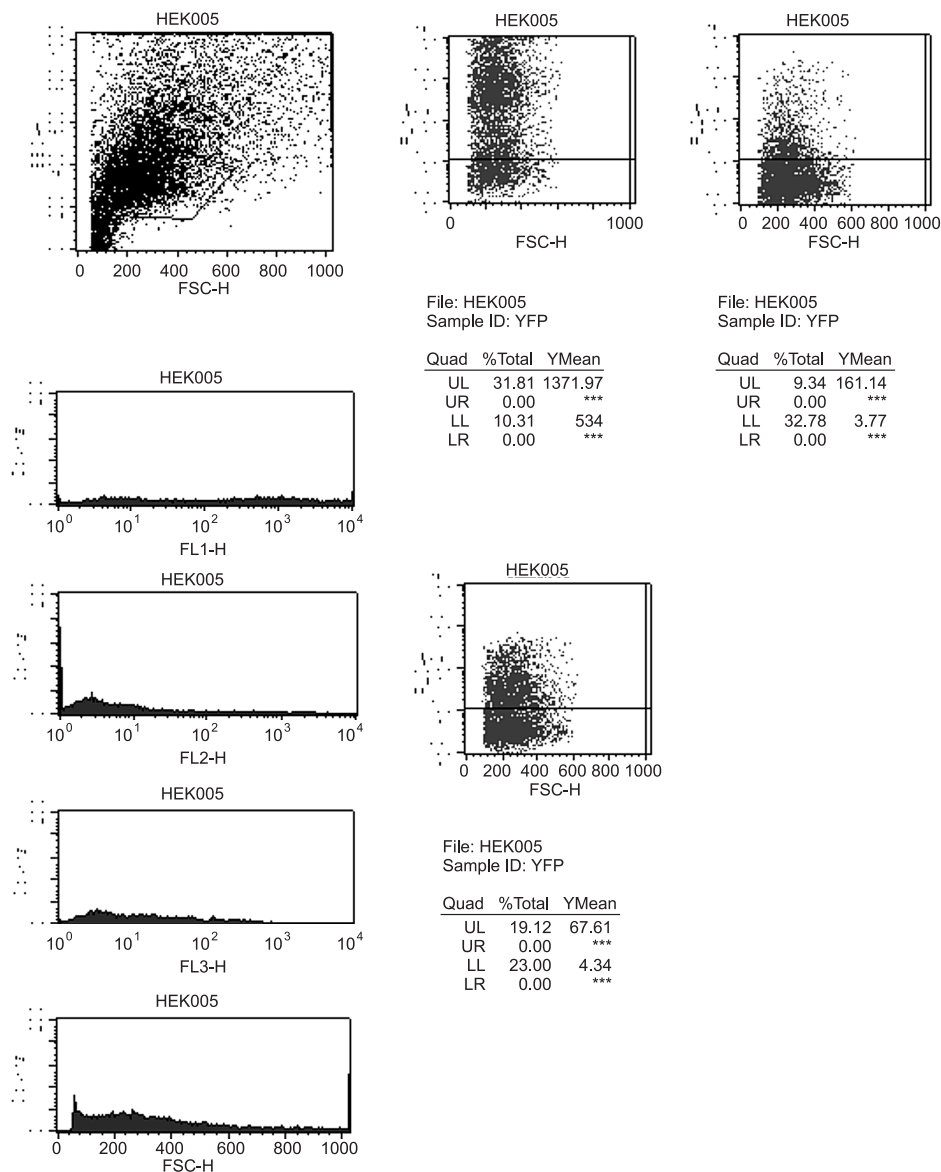 HEK005
0 200 400 600 800 1000
FSC-H
HEK005
0 1000
FSC-H
HEK005
0 200 400 600 800 1000
FSC-H
File: HEK005
Sample ID: YFP
Quad %Total YMean
UL 31.81 1371.97
UR 0.00 ***
LL 10.31 534
LR 0.00 ***
File: HEK005
Sample ID: YFP
Quad %Total YMean
UL 9.34 161.14
UR 0.00 ***
LL 32.78 3.77
LR 0.00 ***
HEK005
10^0 10^1 10^2 10^3 10^4
FL1-H
HEK005
10^0 10^1 10^2 10^3 10^4
FL2-H
HEK005
10^0 10^1 10^2 10^3 10^4
FL3-H
HEK005
0 200 400 600 800 1000
FSC-H
HEK005
0 200 400 600 800 1000
FSC-H
File: HEK005
Sample ID: YFP
Quad %Total YMean
UL 19.12 67.61
UR 0.00 ***
LL 23.00 4.34
LR 0.00 ***